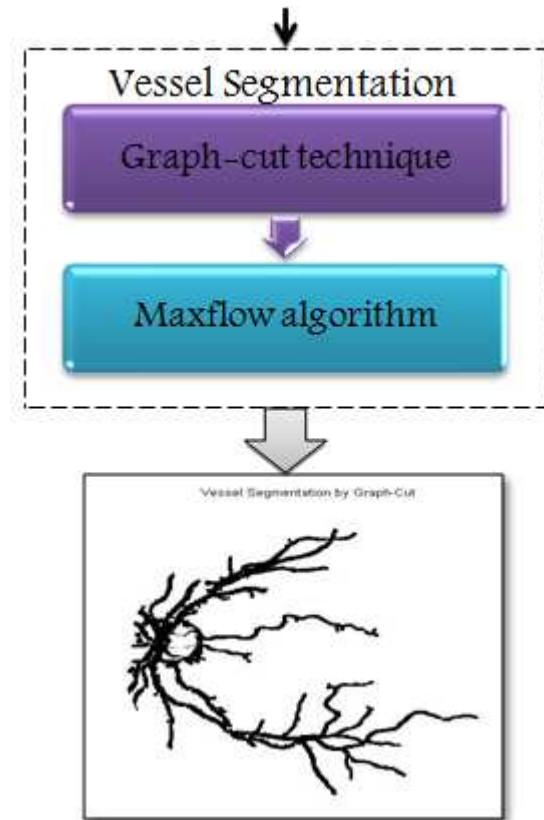 Vessel Segmentation
Graph-cut technique
Maxflow algorithm
Vessel Segmentation by Graph-Cut